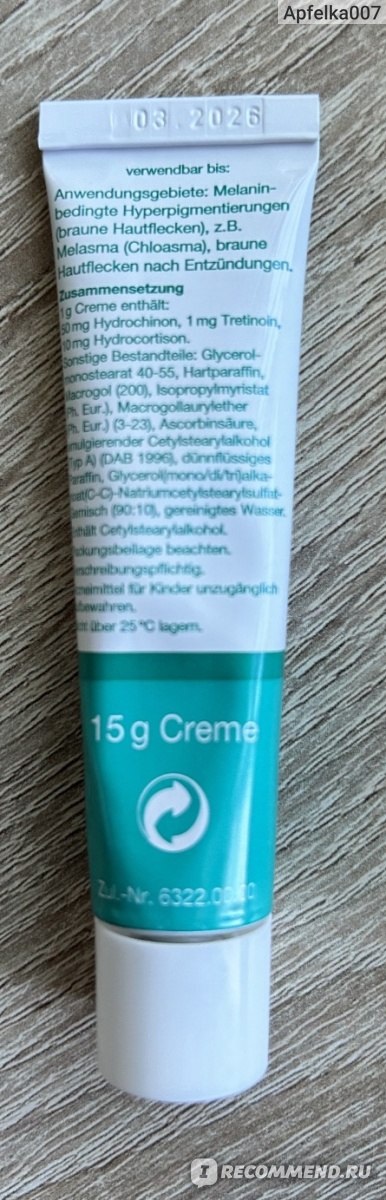 Apfelka007
03.2026
verwendbar bis:
Anwendungsgebiete: Melanin-
bedingte Hyperpigmentierungen
(braune Hautflecken), z.B.
Melasma (Chloasma), braune
Hautflecken nach Entzündungen.
Zusammensetzung
1g Creme enthält:
50 mg Hydrochinon, 1 mg Tretinoin,
10 mg Hydrocortison.
Sonstige Bestandteile: Glycerol-
monostearat 40-55, Hartparaffin,
Macrogol (200), Isopropylmyristat
(Ph. Eur.), Macrogollaurylether
(Ph. Eur.) (3-23), Ascorbinsäure,
emulgierender Cetylstearylalkohol
(Typ A) (DAB 1996), dünnflüssiges
Paraffin, Glycerol(mono/di/tri)alka-
noat(C-C)-Natriumcetylstearylsulfat-
Gemisch (90:10), gereinigtes Wasser.
Enthält Cetylstearylalkohol.
Packungsbeilage beachten.
Verschreibungspflichtig.
Arzneimittel für Kinder unzugänglich
aufbewahren.
Nicht über 25°C lagern.
15 g Creme
Zul.-Nr. 6322.00.00
I RECOMMEND.RU